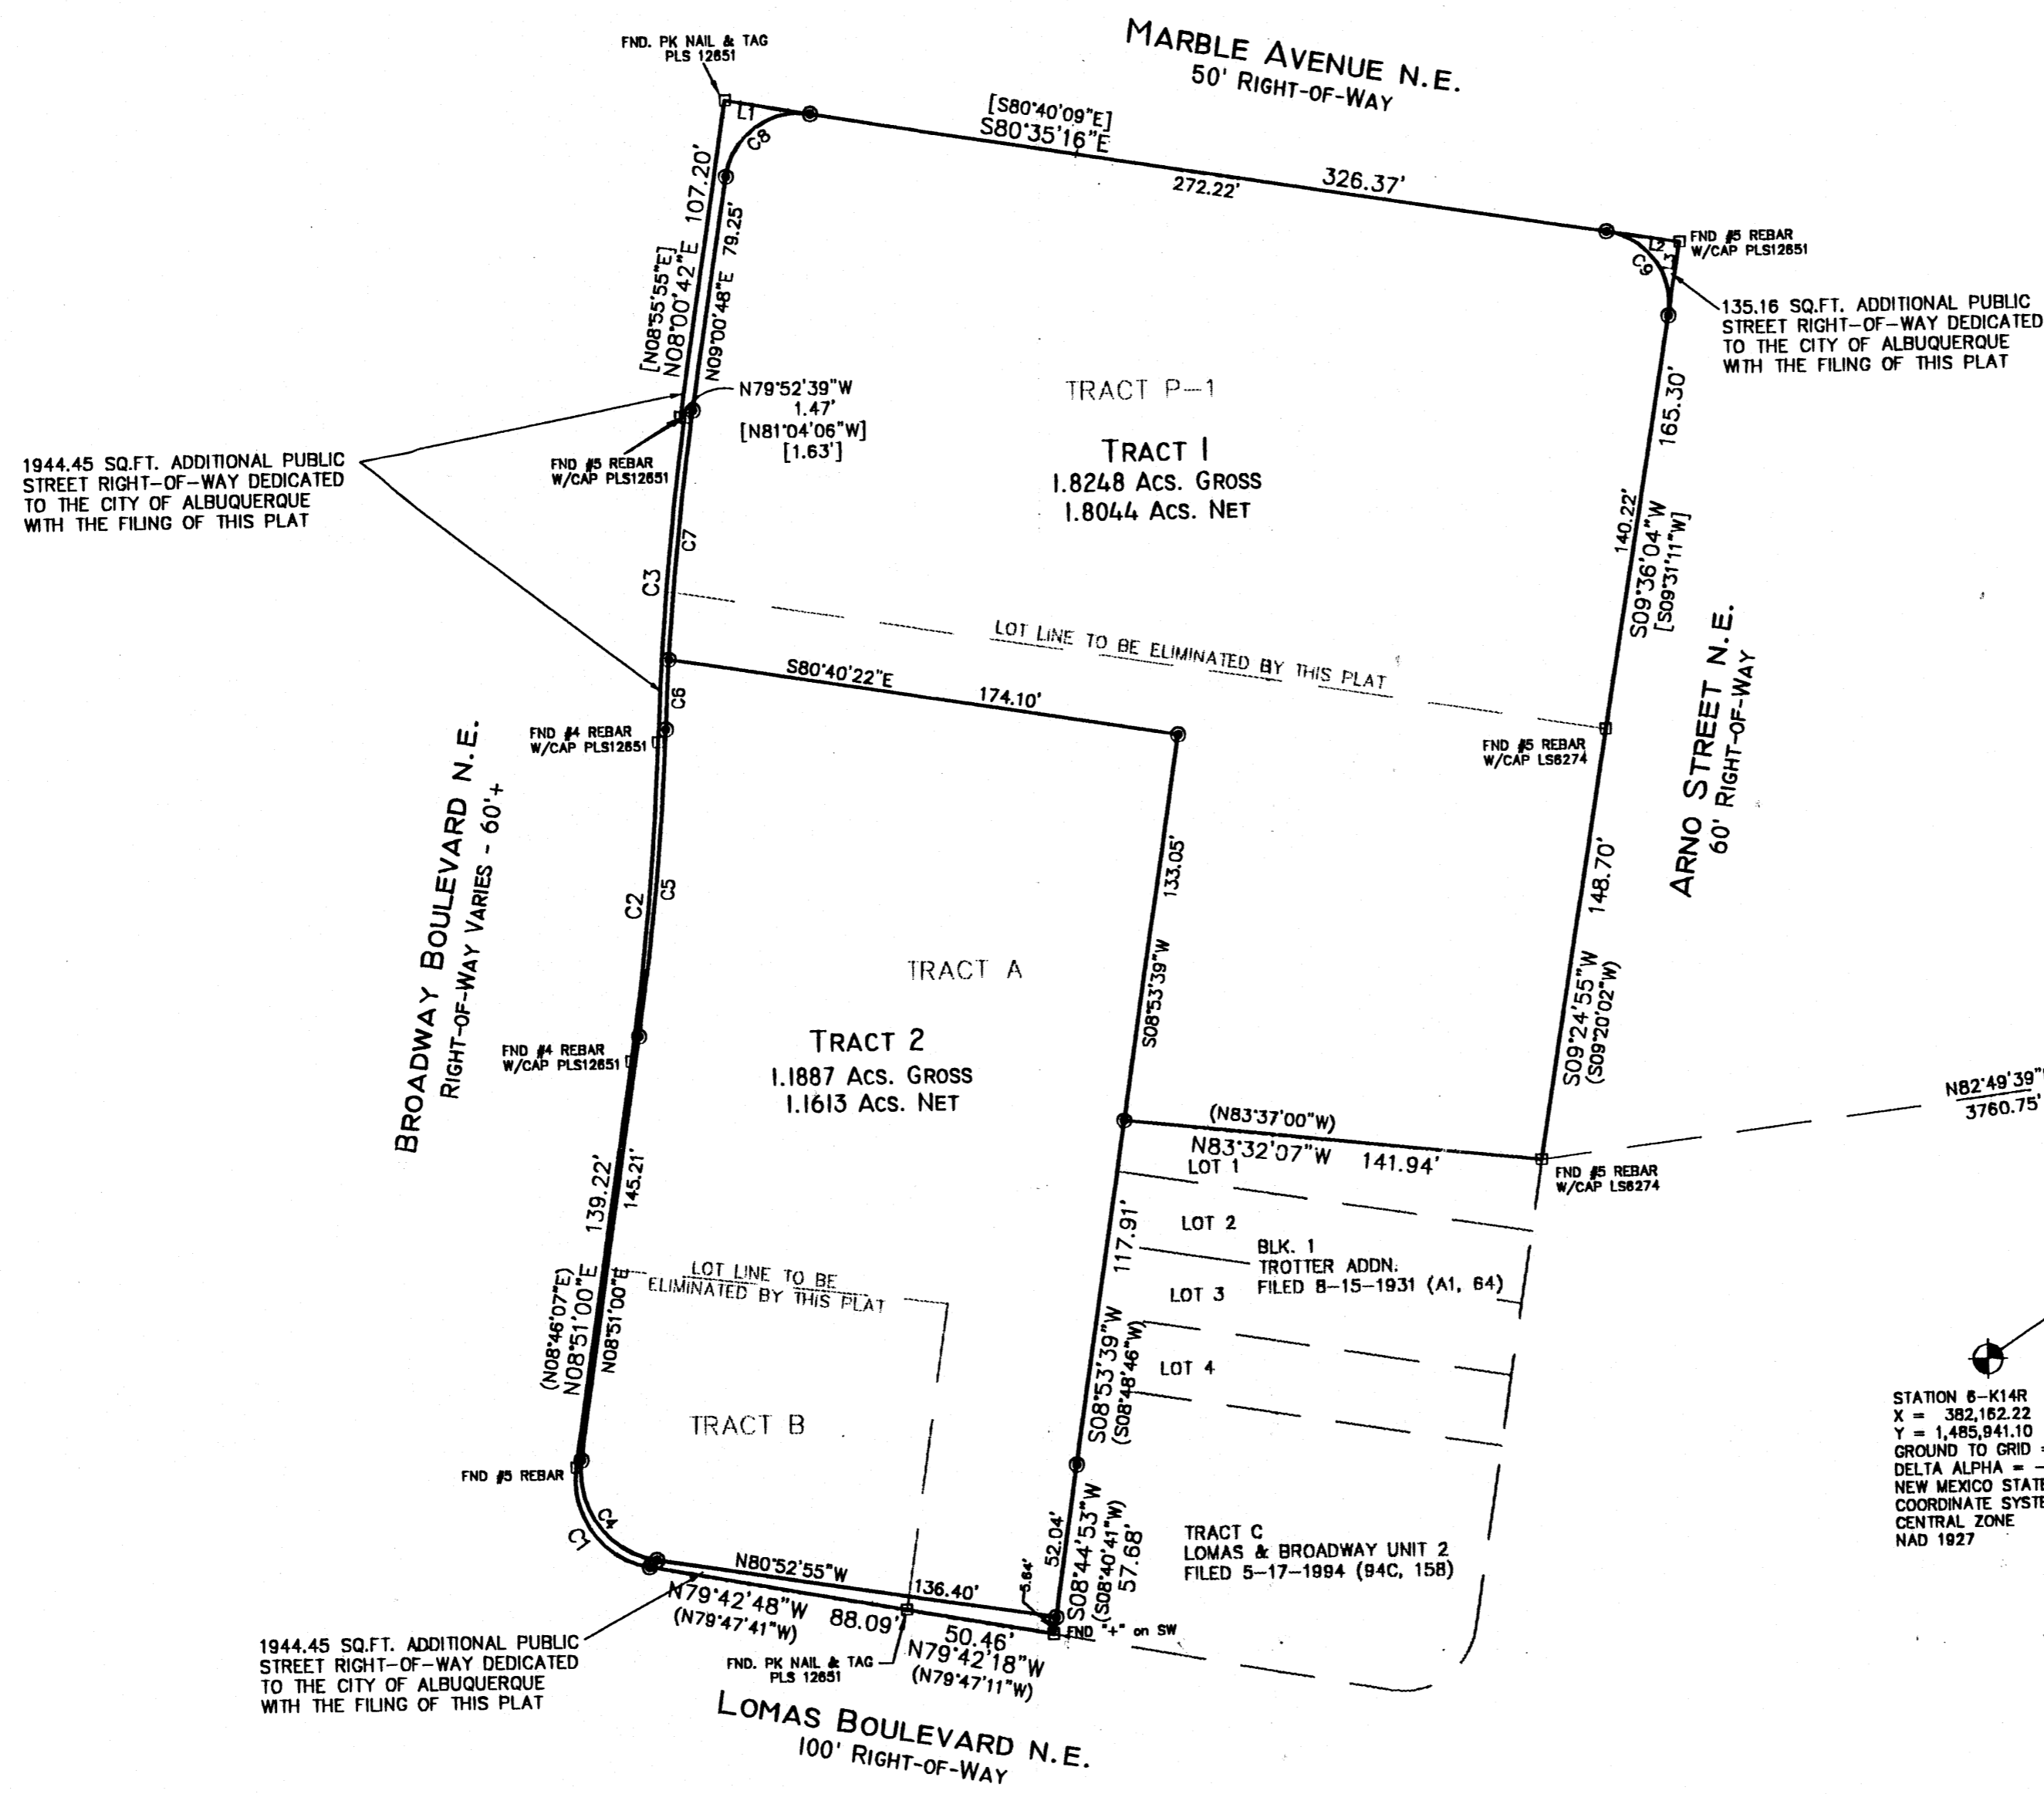 MARBLE AVENUE N.E.
50' RIGHT-OF-WAY
FND. PK NAIL & TAG
PLS 12651
L1
C8
[S80°40'09"E]
S80°35'16"E
272.22'
326.37'
L2
L3
C9
FND #5 REBAR
W/CAP PLS12651
135.16 SQ.FT. ADDITIONAL PUBLIC
STREET RIGHT-OF-WAY DEDICATED
TO THE CITY OF ALBUQUERQUE
WITH THE FILING OF THIS PLAT
107.20'
[N08°55'55"E]
N08°00'42"E
N09°00'48"E 79.25'
N79°52'39"W
1.47'
[N81°04'06"W]
[1.63']
FND #5 REBAR
W/CAP PLS12651
1944.45 SQ.FT. ADDITIONAL PUBLIC
STREET RIGHT-OF-WAY DEDICATED
TO THE CITY OF ALBUQUERQUE
WITH THE FILING OF THIS PLAT
TRACT P-1
TRACT 1
1.8248 ACS. GROSS
1.8044 ACS. NET
165.30'
140.22'
S09°36'04"W
[S09°31'11"W]
C7
C3
LOT LINE TO BE ELIMINATED BY THIS PLAT
S80°40'22"E
174.10'
C6
FND #4 REBAR
W/CAP PLS12651
FND #5 REBAR
W/CAP LS6274
ARNO STREET N.E.
60' RIGHT-OF-WAY
BROADWAY BOULEVARD N.E.
RIGHT-OF-WAY VARIES - 60'+
C2
C5
133.05'
S08°53'39"W
148.70'
S09°24'55"W
(S09°20'02"W)
TRACT A
TRACT 2
1.1887 ACS. GROSS
1.1613 ACS. NET
FND #4 REBAR
W/CAP PLS12651
N82°49'39"
3760.75'
(N83°37'00"W)
N83°32'07"W 141.94'
FND #5 REBAR
W/CAP LS6274
LOT 1
LOT 2
BLK. 1
TROTTER ADDN.
FILED 8-15-1931 (A1, 64)
LOT 3
LOT 4
117.91'
S08°53'39"W
(S08°48'46"W)
139.22'
145.21'
(N08°46'07"E)
N08°51'00"E
N08°51'00"E
LOT LINE TO BE
ELIMINATED BY THIS PLAT
TRACT B
FND #5 REBAR
C4
C1
STATION 6-K14R
X = 382,162.22
Y = 1,485,941.10
GROUND TO GRID =
DELTA ALPHA = -
NEW MEXICO STATE
COORDINATE SYSTE
CENTRAL ZONE
NAD 1927
52.04'
5.64'
S08°44'53"W
(S08°40'41"W)
57.68'
TRACT C
LOMAS & BROADWAY UNIT 2
FILED 5-17-1994 (94C, 158)
N80°52'55"W
136.40'
N79°42'48"W 88.09'
(N79°47'41"W)
50.46'
N79°42'18"W
(N79°47'11"W)
FND "+" on SW
FND. PK NAIL & TAG
PLS 12651
1944.45 SQ.FT. ADDITIONAL PUBLIC
STREET RIGHT-OF-WAY DEDICATED
TO THE CITY OF ALBUQUERQUE
WITH THE FILING OF THIS PLAT
LOMAS BOULEVARD N.E.
100' RIGHT-OF-WAY